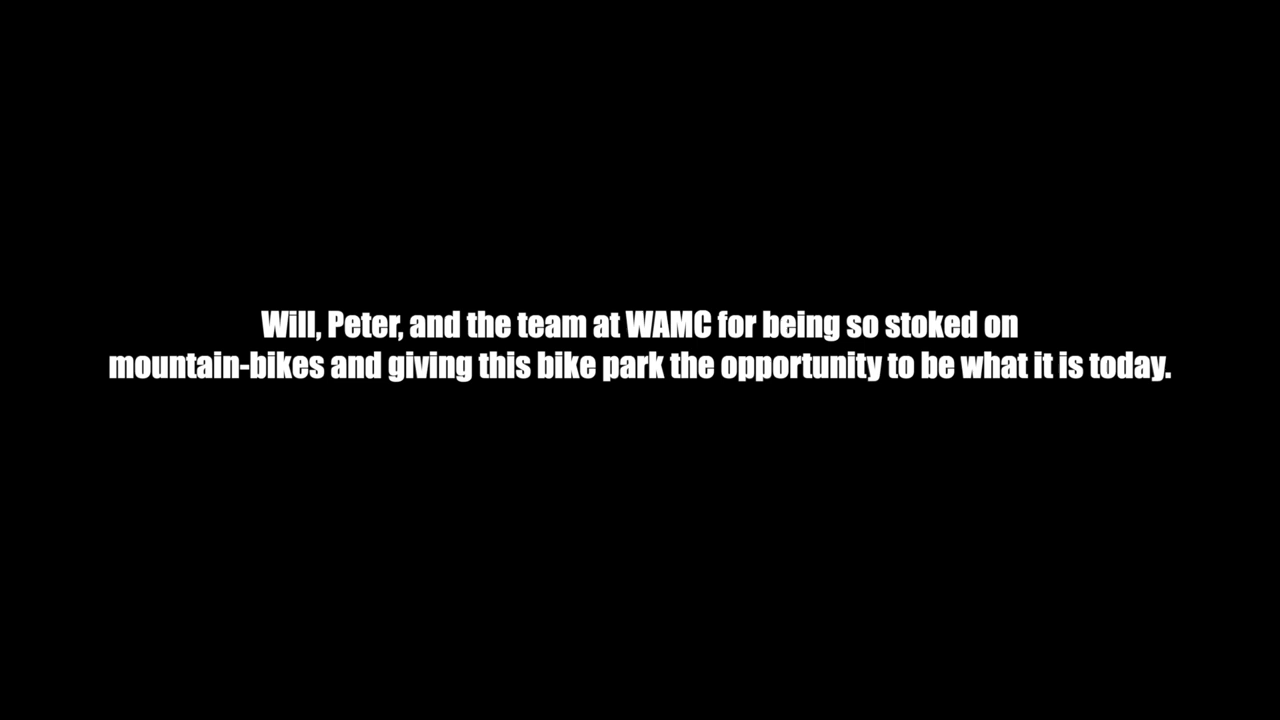 Will, Peter, and the team at WAMC for being so stoked on
mountain-bikes and giving this bike park the opportunity to be what it is today.